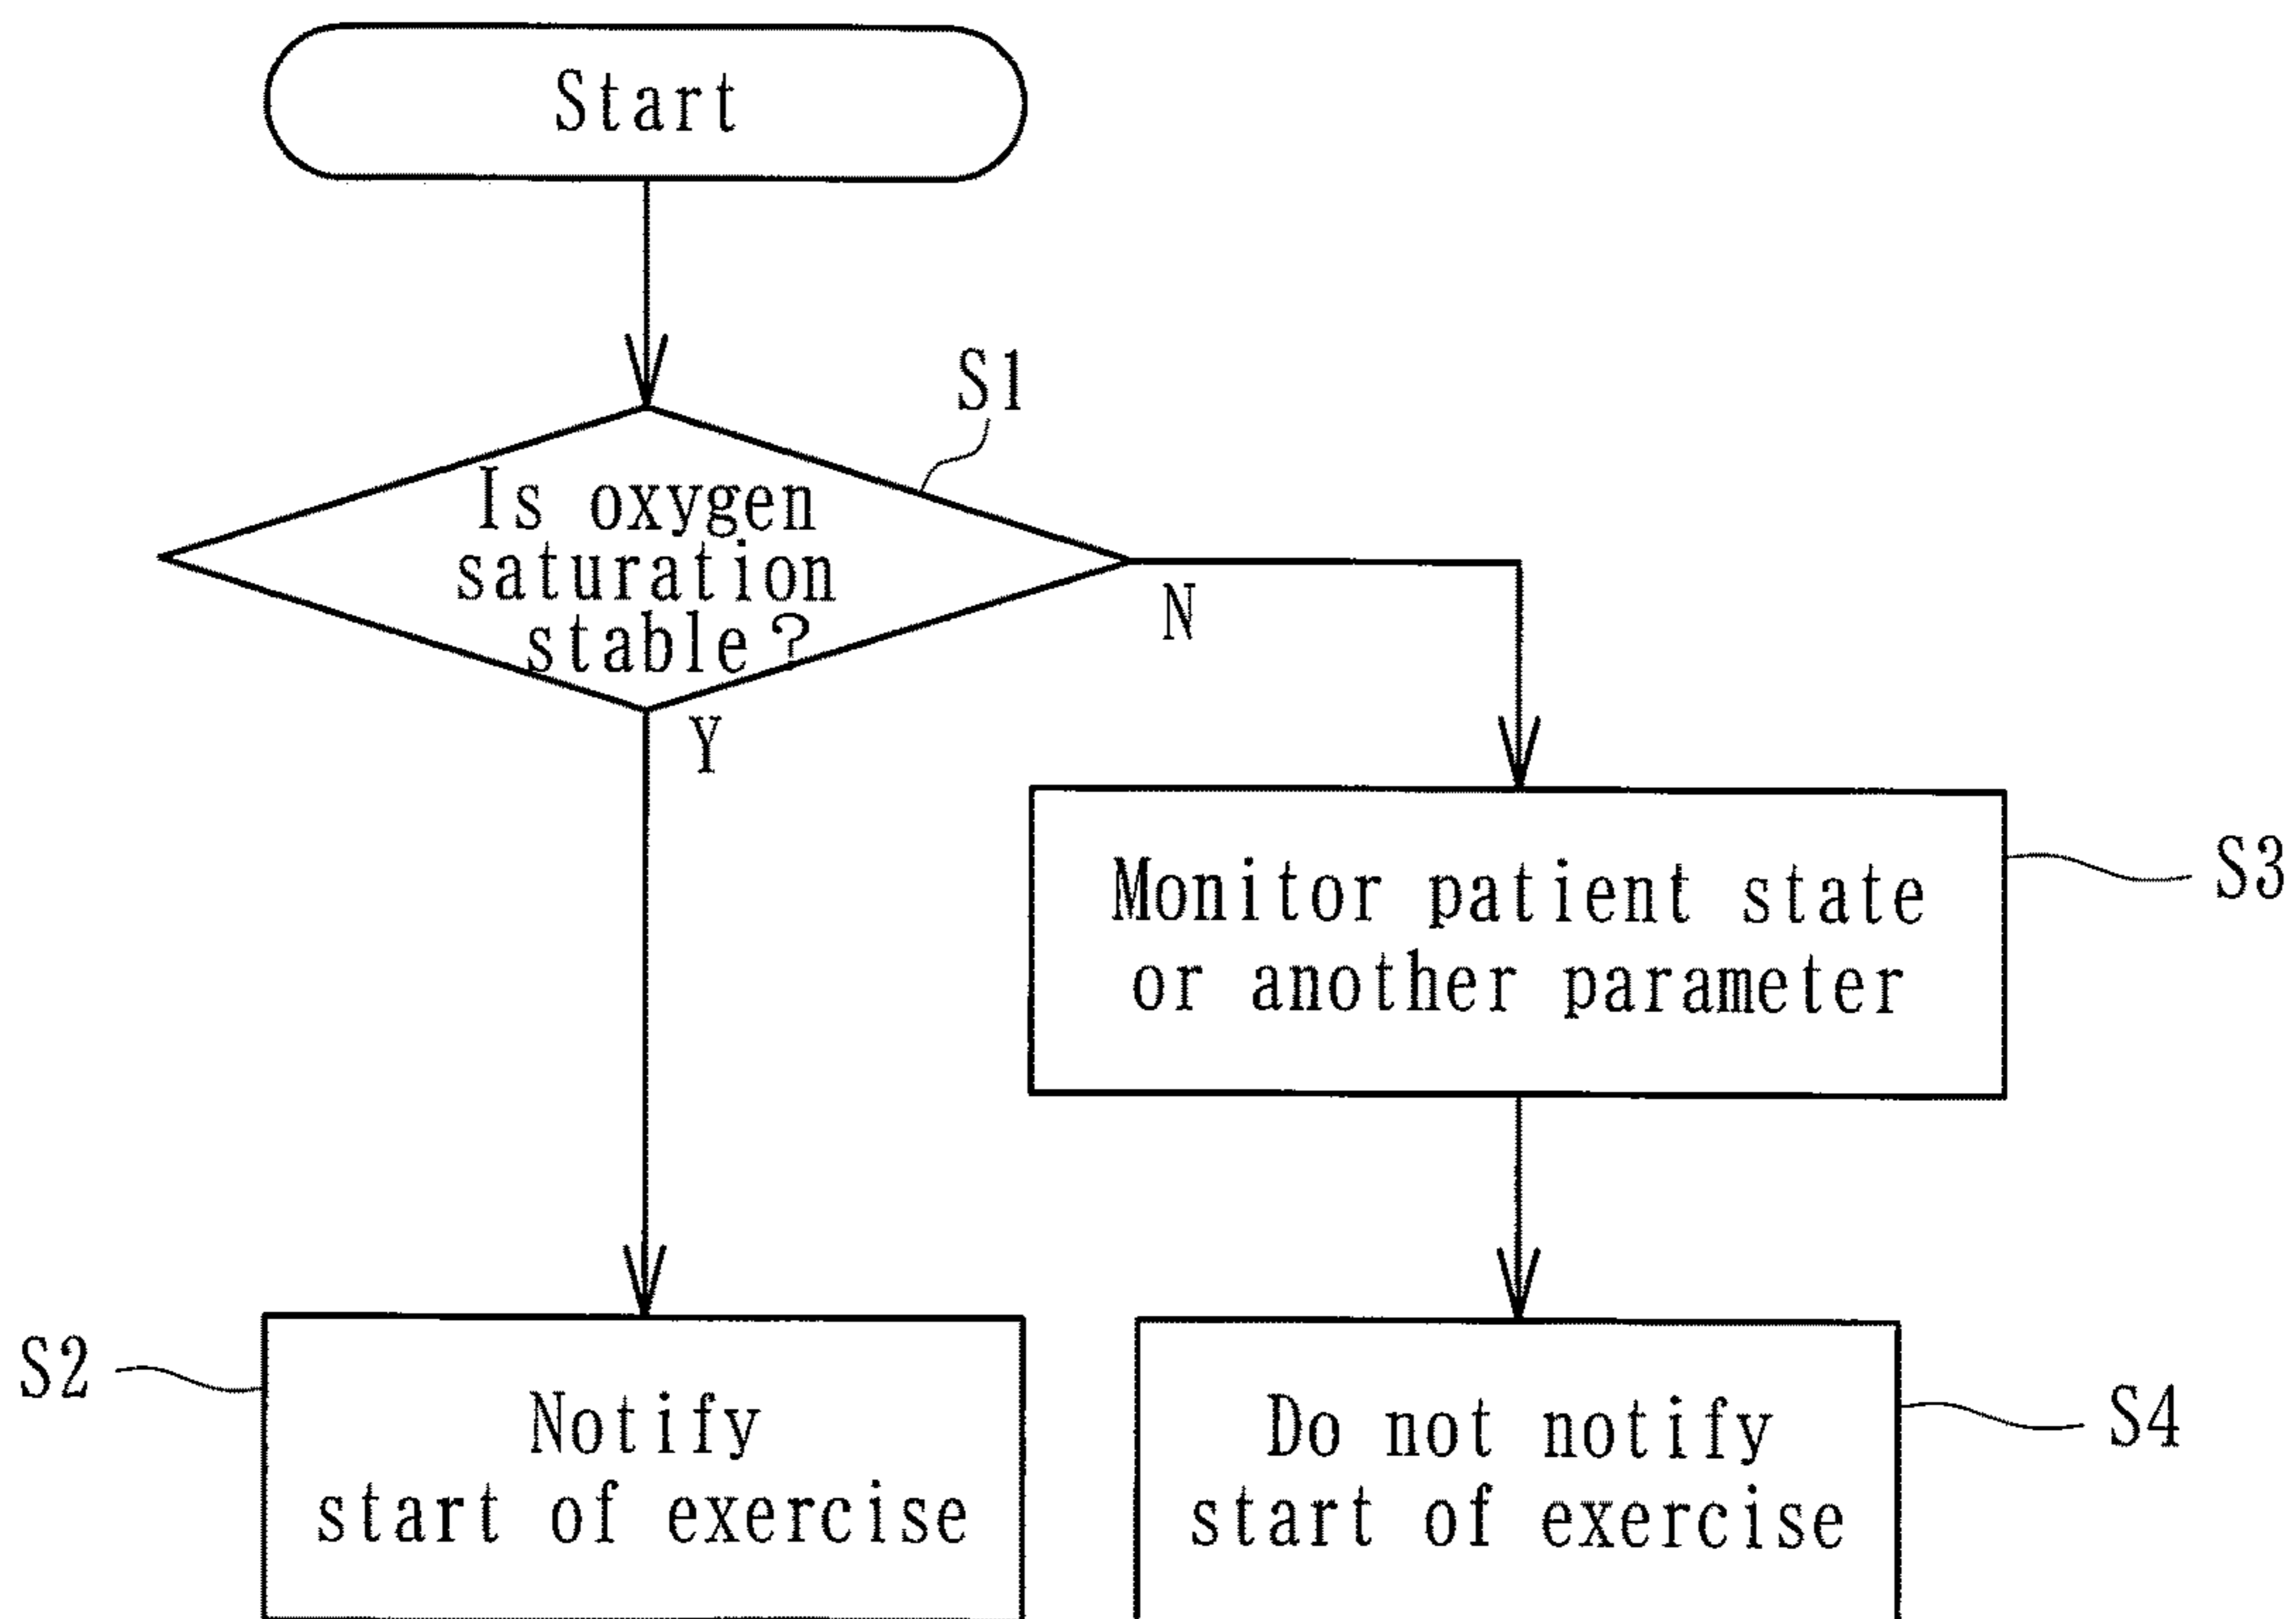 Start
S1
Is oxygen
saturation
stable?
N
Y
Monitor patient state
or another parameter
S3
S2
Notify
start of exercise
Do not notify
start of exercise
S4